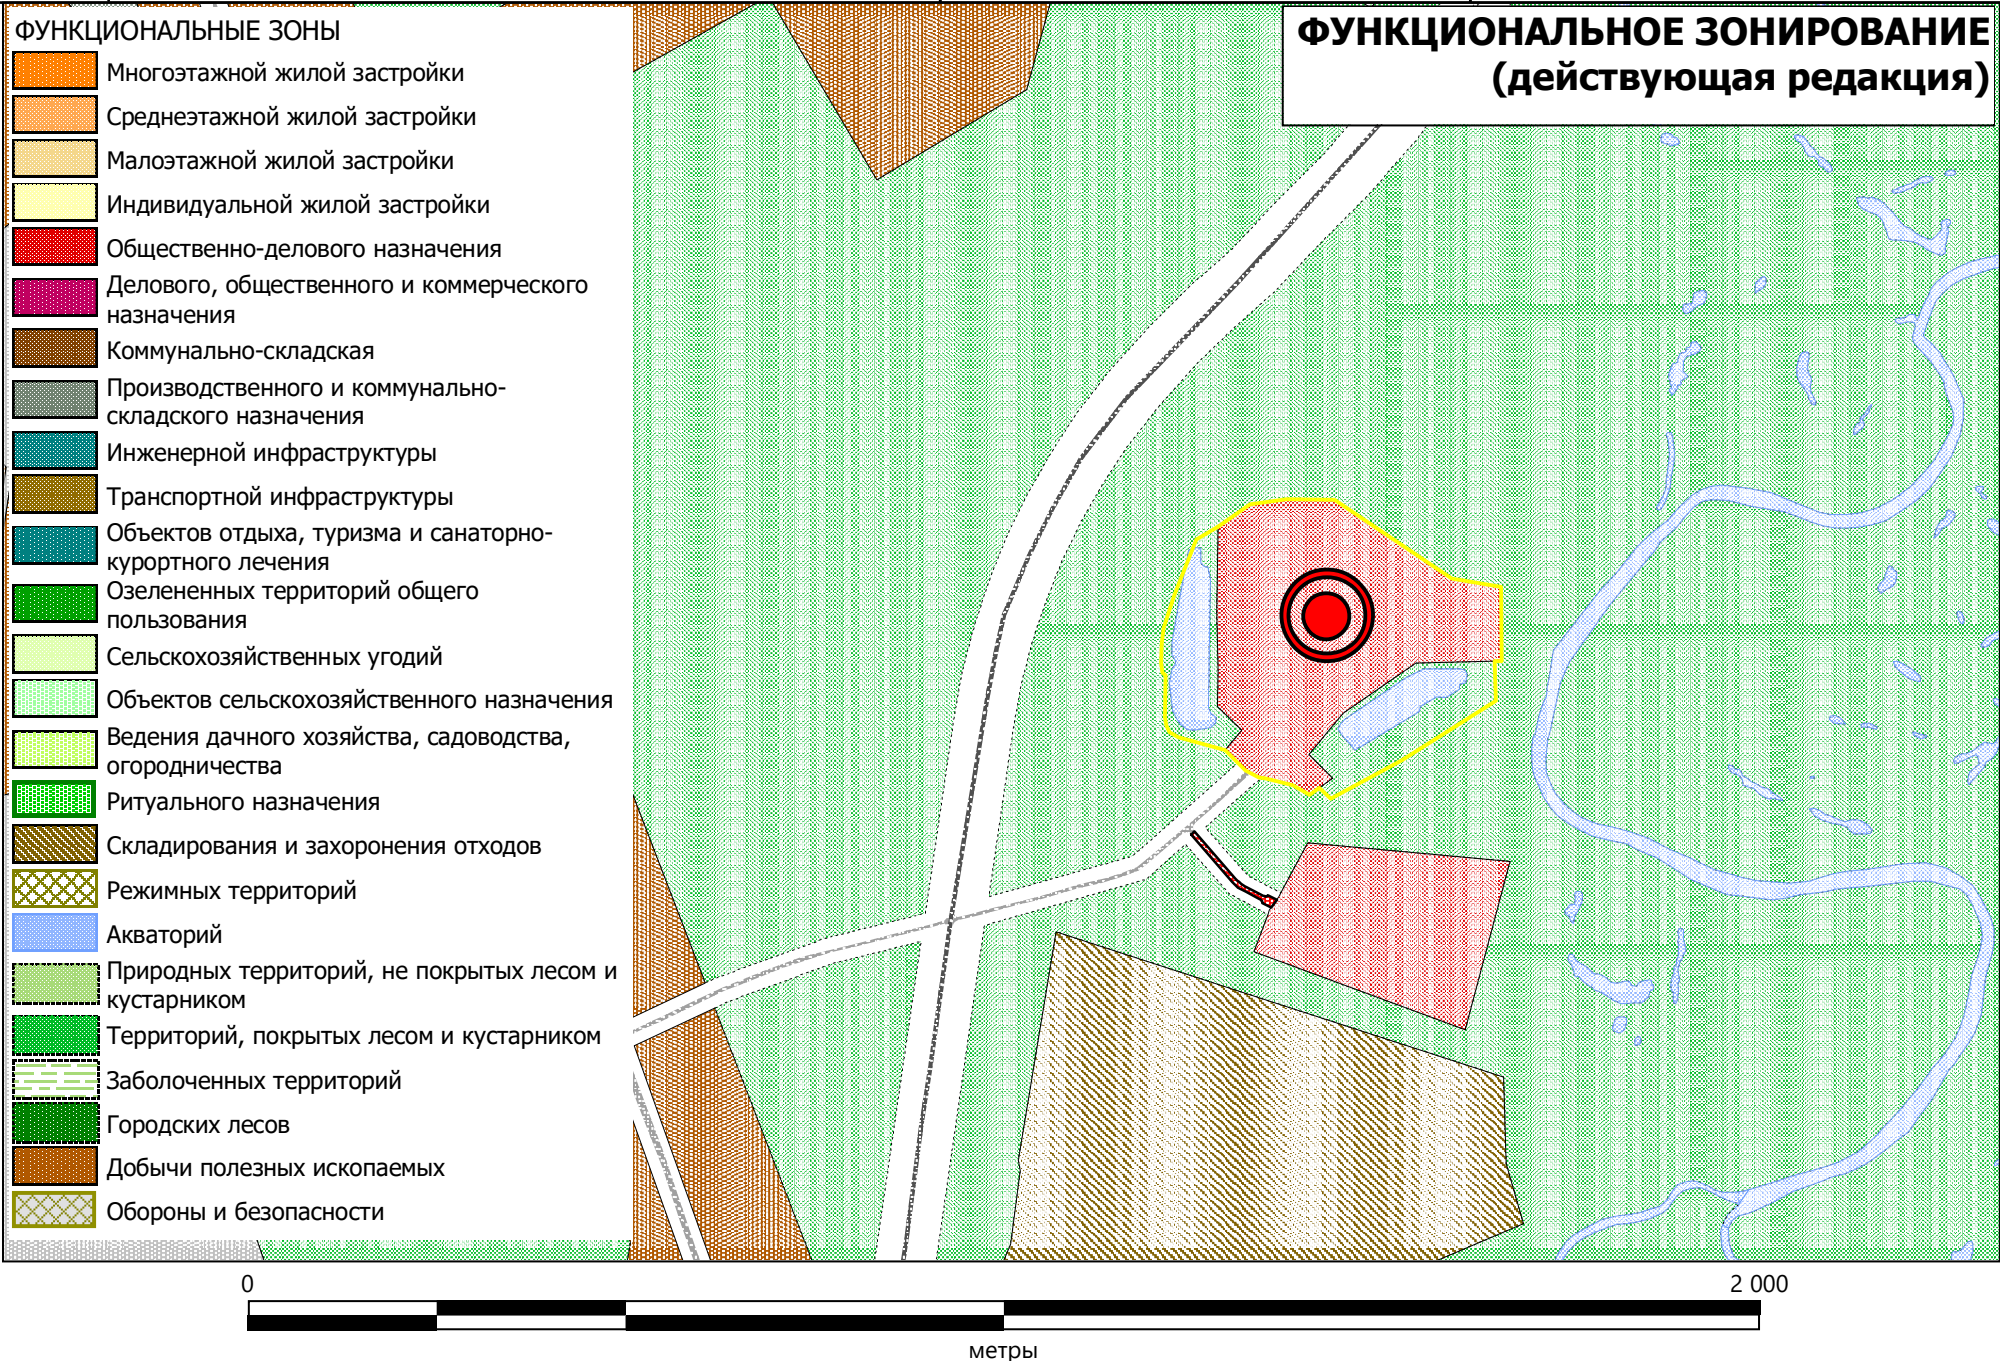 ФУНКЦИОНАЛЬНЫЕ ЗОНЫ
Многоэтажной жилой застройки
Среднеэтажной жилой застройки
Малоэтажной жилой застройки
Индивидуальной жилой застройки
Общественно-делового назначения
Делового, общественного и коммерческого
назначения
Коммунально-складская
Производственного и коммунально-
складского назначения
Инженерной инфраструктуры
Транспортной инфраструктуры
Объектов отдыха, туризма и санаторно-
курортного лечения
Озелененных территорий общего
пользования
Сельскохозяйственных угодий
Объектов сельскохозяйственного назначения
Ведения дачного хозяйства, садоводства,
огородничества
Ритуального назначения
Складирования и захоронения отходов
Режимных территорий
Акваторий
Природных территорий, не покрытых лесом и
кустарником
Территорий, покрытых лесом и кустарником
Заболоченных территорий
Городских лесов
Добычи полезных ископаемых
Обороны и безопасности
ФУНКЦИОНАЛЬНОЕ ЗОНИРОВАНИЕ
(действующая редакция)
0
2 000
метры